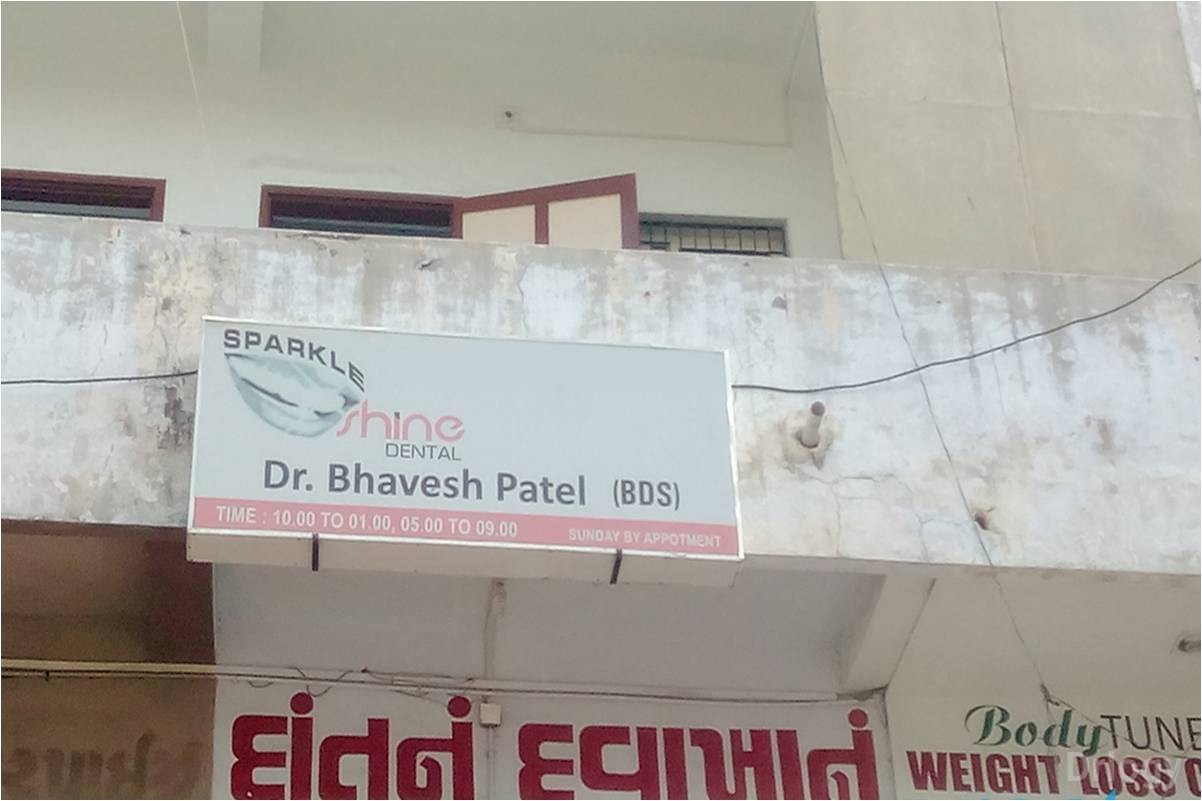 SPARKLE
shine
DENTAL
Dr. Bhavesh Patel (BDS)
TIME : 10.00 TO 01.00, 05.00 TO 09.00 SUNDAY BY APPOTMENT
દાંતનું દવાખાનું
Body TUNE
WEIGHT LOSS